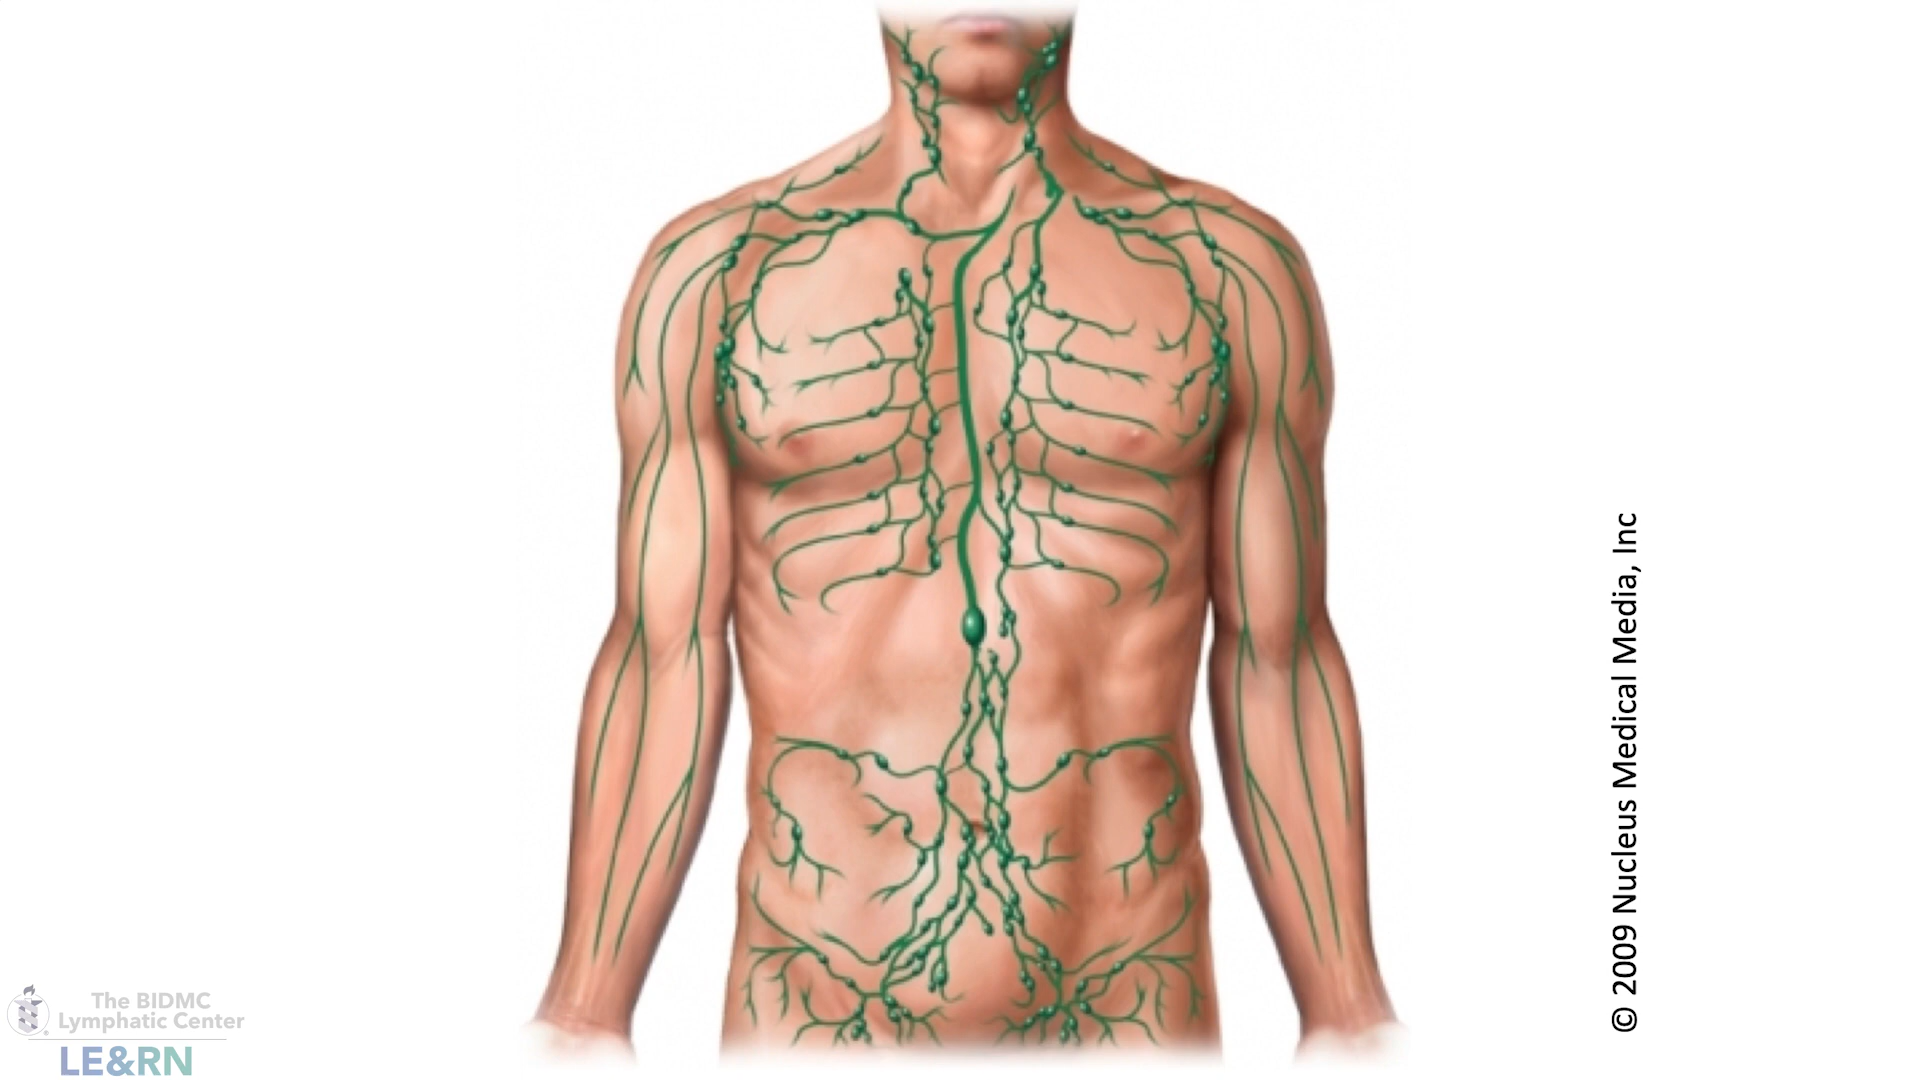 © 2009 Nucleus Medical Media, Inc
The BIDMC
Lymphatic Center
LE&RN